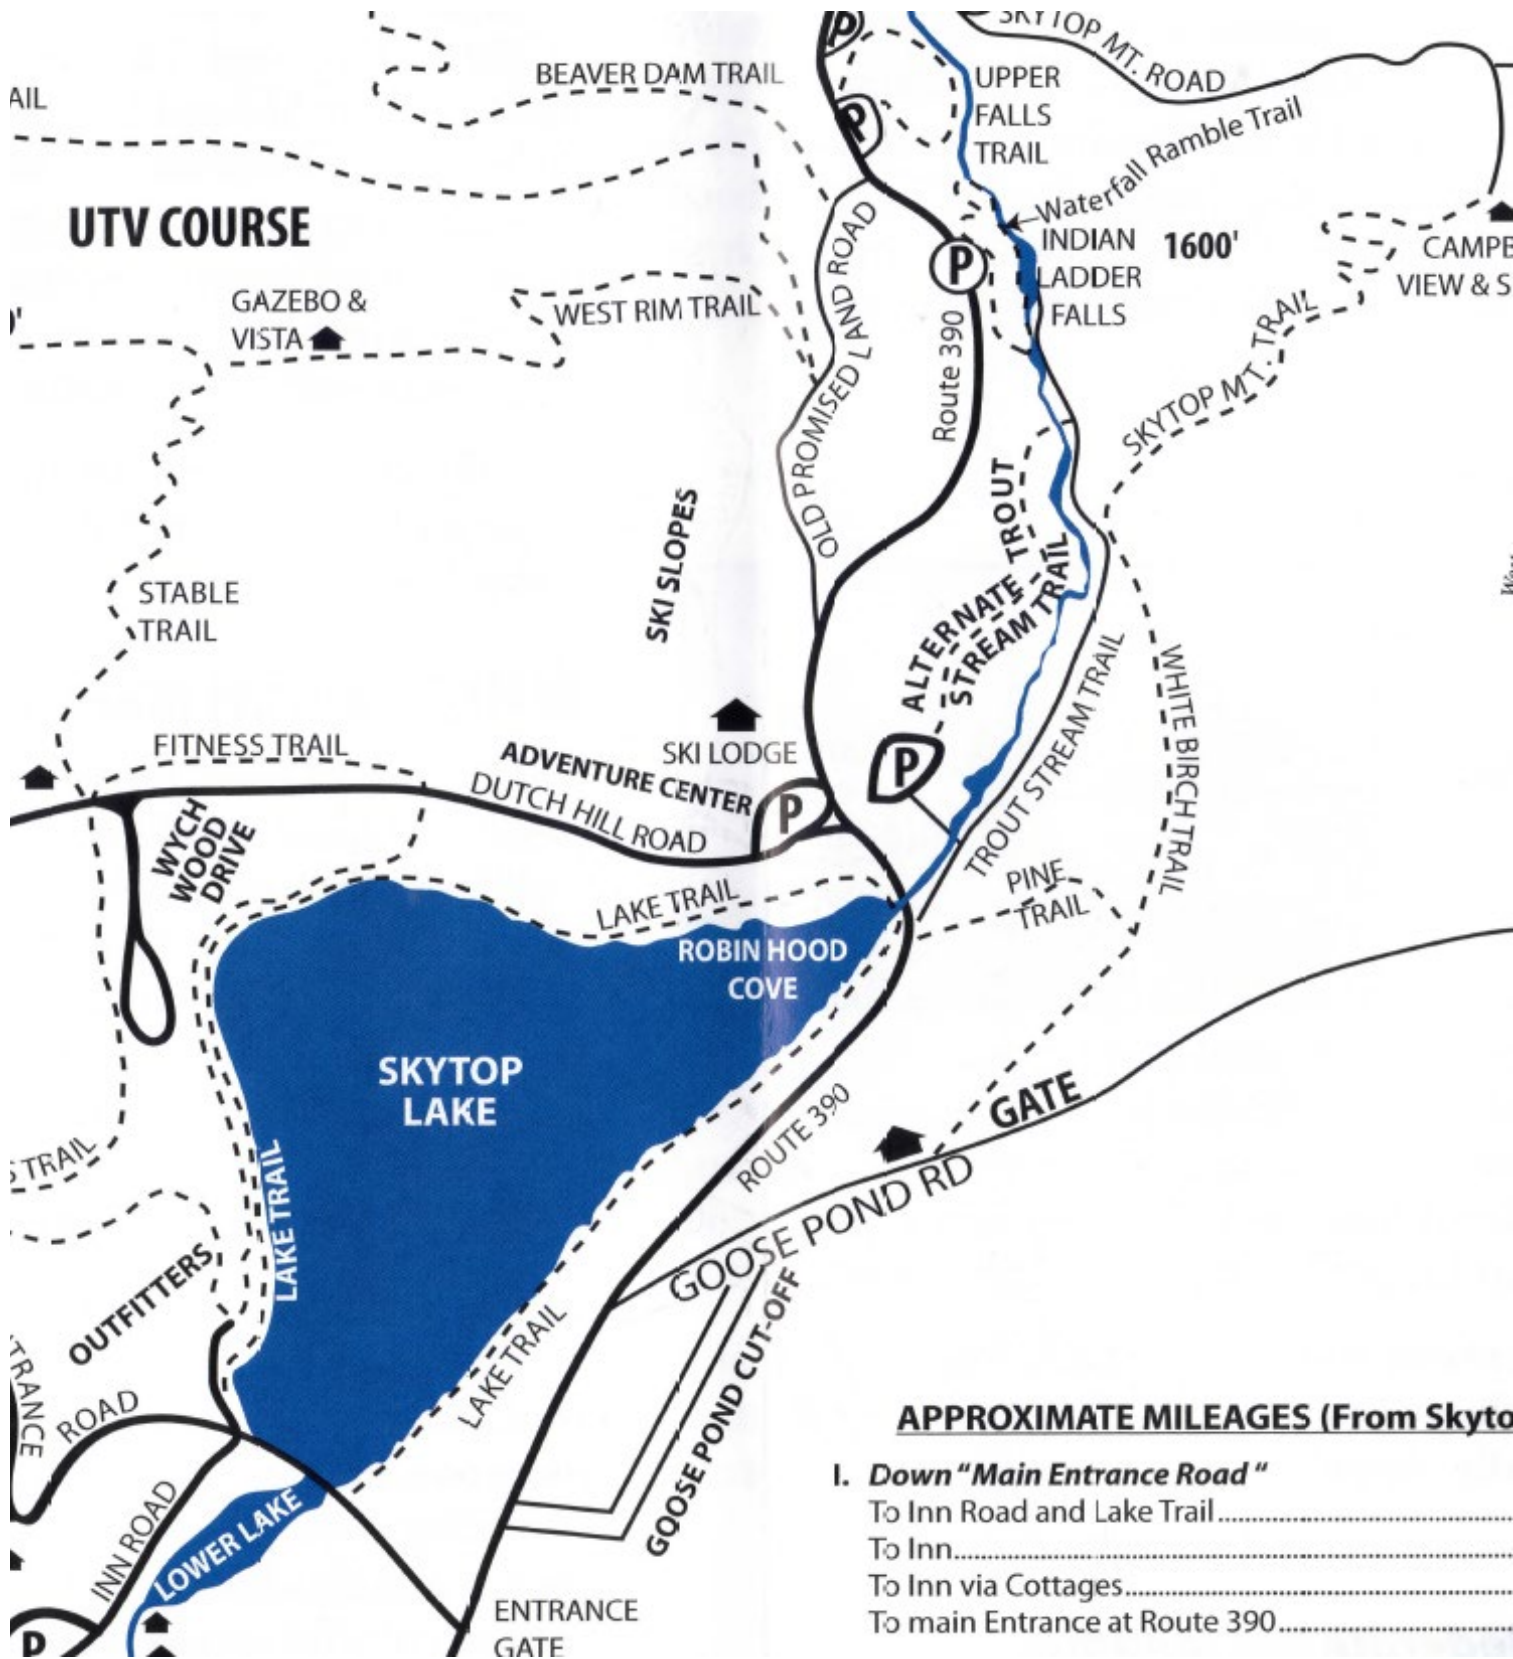 SKYTOP MT. ROAD
P
BEAVER DAM TRAIL
UPPER
FALLS
TRAIL
AIL
P
Waterfall Ramble Trail
UTV COURSE
INDIAN
LADDER
FALLS
1600'
P
CAMPB
VIEW & S
GAZEBO &
VISTA
WEST RIM TRAIL
OLD PROMISED LAND ROAD
Route 390
SKYTOP MT. TRAIL
SKI SLOPES
ALTERNATE TROUT
STREAM TRAIL
STABLE
TRAIL
TROUT STREAM TRAIL
WHITE BIRCH TRAIL
FITNESS TRAIL
SKI LODGE
ADVENTURE CENTER
P
P
DUTCH HILL ROAD
WYCH
WOOD
DRIVE
PINE
TRAIL
LAKE TRAIL
ROBIN HOOD
COVE
SKYTOP
LAKE
GATE
ROUTE 390
S TRAIL
LAKE TRAIL
GOOSE POND RD
OUTFITTERS
GOOSE POND CUT-OFF
LAKE TRAIL
TRANCE
ROAD
INN ROAD
LOWER LAKE
P
ENTRANCE
GATE
APPROXIMATE MILEAGES (From Skyto
I. Down "Main Entrance Road "
To Inn Road and Lake Trail
To Inn
To Inn via Cottages
To main Entrance at Route 390